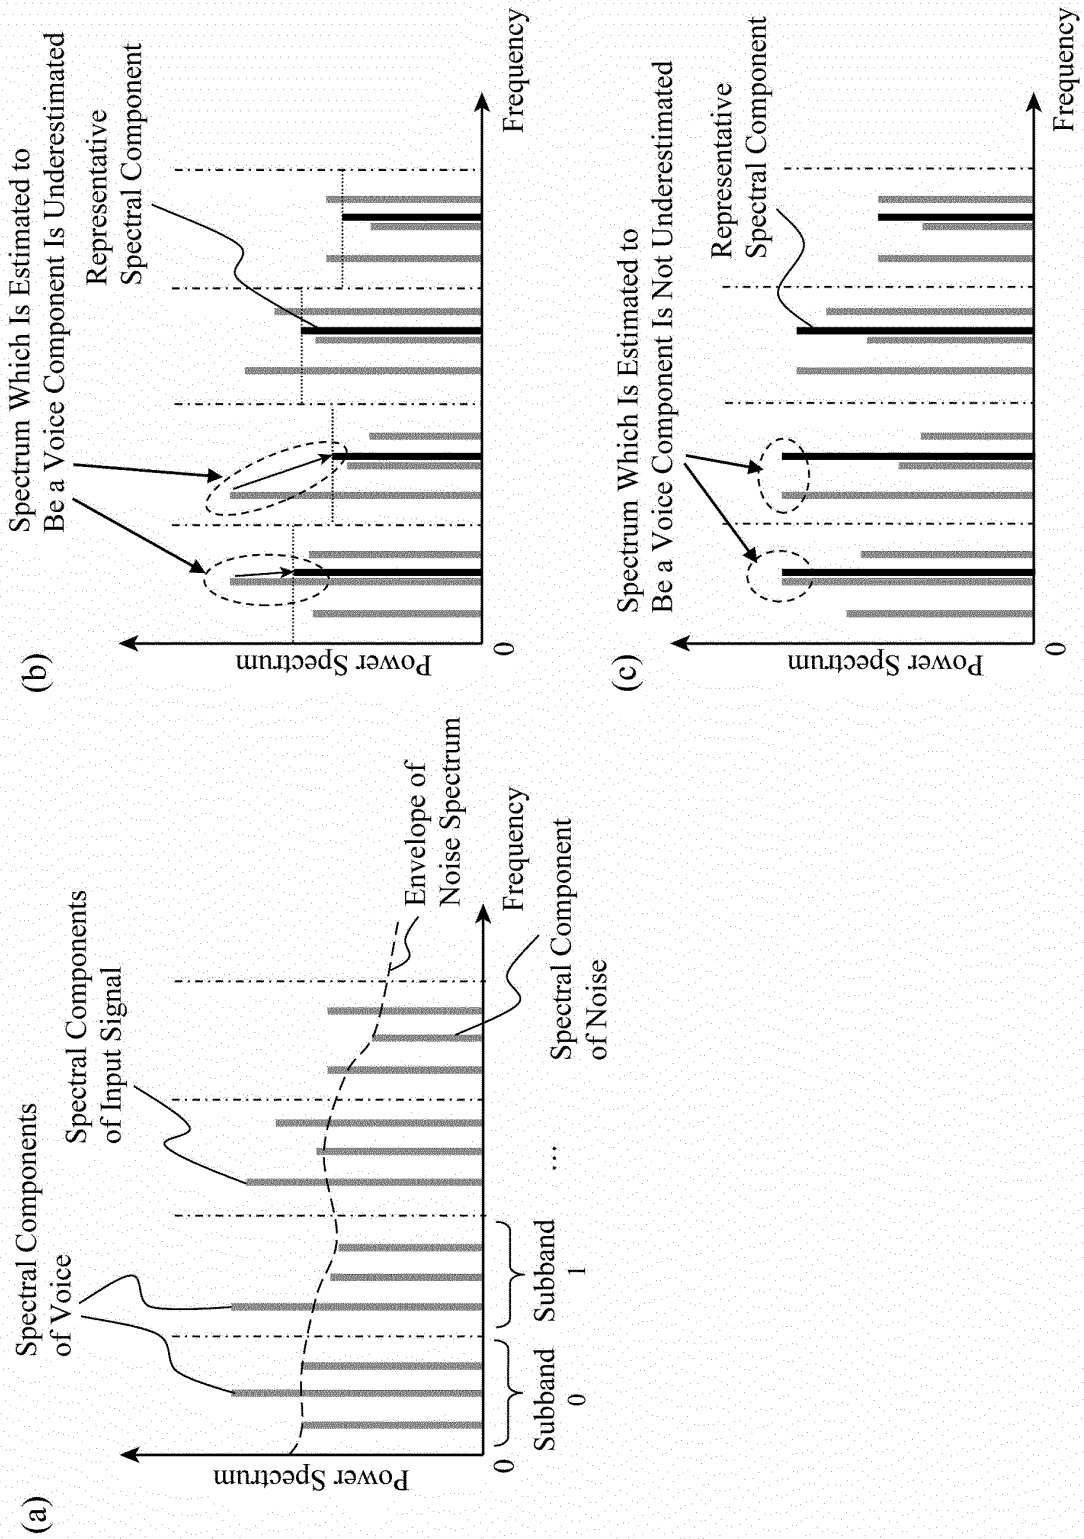 (a)
Spectral Components
of Voice
Spectral Components
of Input Signal
Envelope of
Noise Spectrum
Power Spectrum
0
Frequency
Subband
0
Subband
1
...
Spectral Component
of Noise
(b)
Spectrum Which Is Estimated to
Be a Voice Component Is Underestimated
Representative
Spectral Component
Power Spectrum
0
Frequency
(c)
Spectrum Which Is Estimated to
Be a Voice Component Is Not Underestimated
Representative
Spectral Component
Power Spectrum
0
Frequency